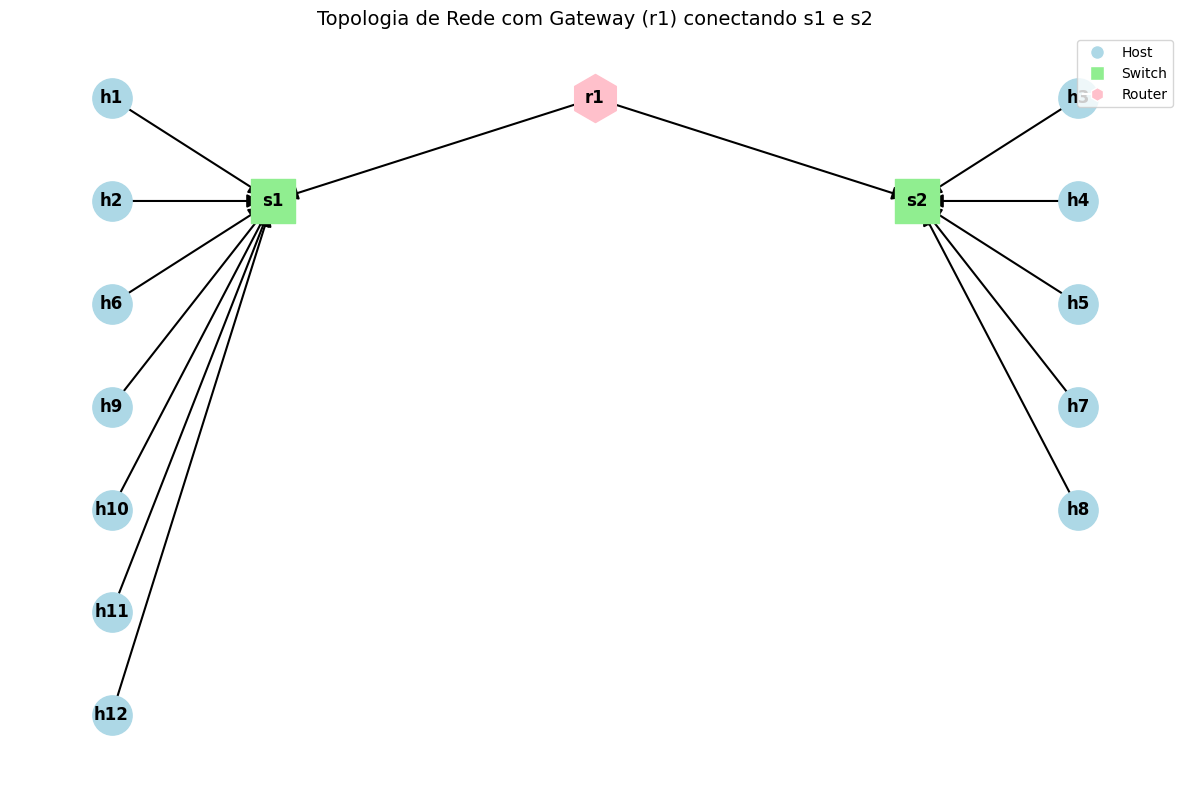 Topologia de Rede com Gateway (r1) conectando s1 e s2
Host
Switch
Router
h1
r1
h3
h2
s1
s2
h4
h6
h5
h9
h7
h10
h8
h11
h12